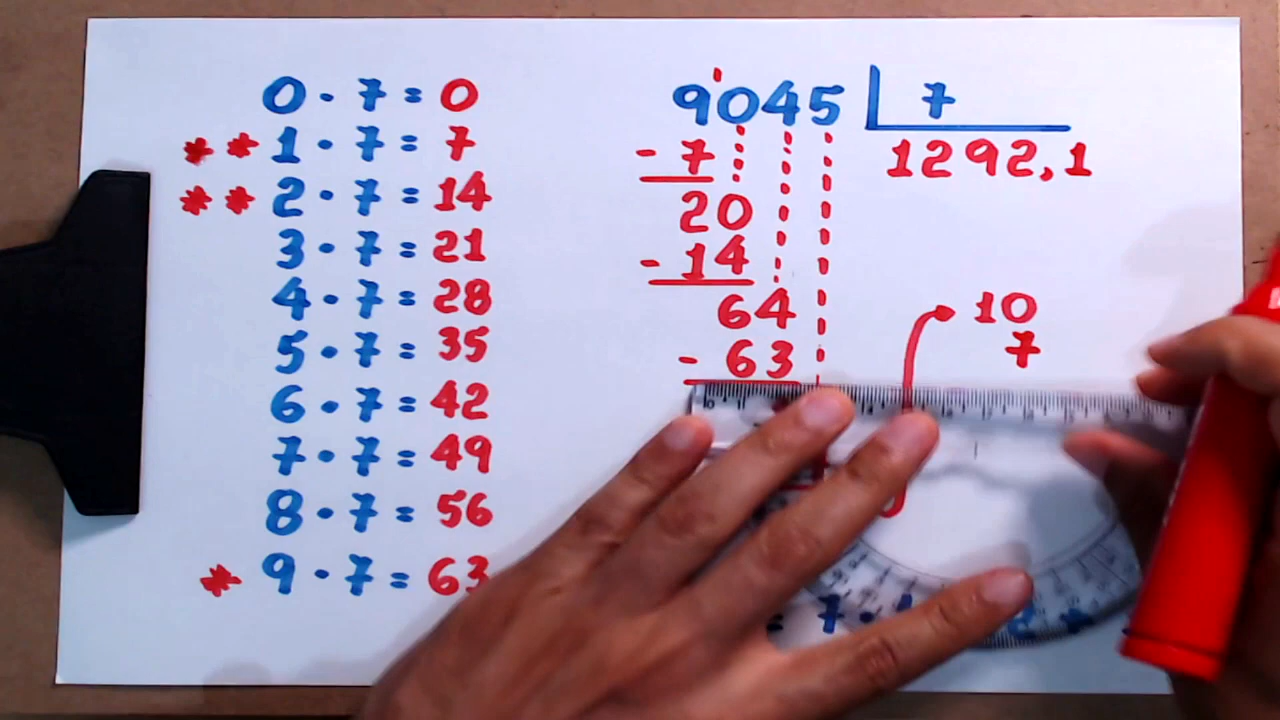 0 · 7 = 0
** 1 · 7 = 7
** 2 · 7 = 14
3 · 7 = 21
4 · 7 = 28
5 · 7 = 35
6 · 7 = 42
7 · 7 = 49
8 · 7 = 56
* 9 · 7 = 63
9045 7
1292,1
- 7
20
- 14
64
- 63
10
7
= 7 ·